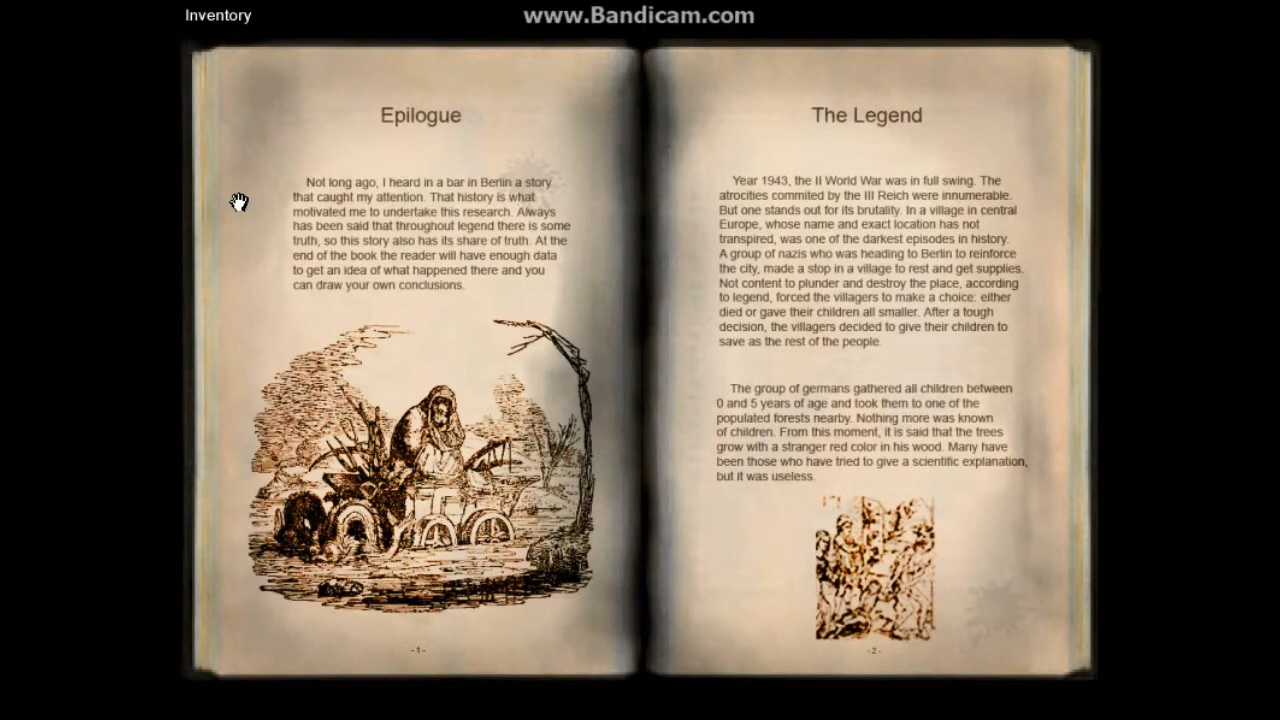 Inventory
www.Bandicam.com
Epilogue
Not long ago, I heard in a bar in Berlin a story
that caught my attention. That history is what
motivated me to undertake this research. Always
has been said that throughout legend there is some
truth, so this story also has its share of truth. At the
end of the book the reader will have enough data
to get an idea of what happened there and you
can draw your own conclusions.
-1-
The Legend
Year 1943, the II World War was in full swing. The
atrocities commited by the III Reich were innumerable.
But one stands out for its brutality. In a village in central
Europe, whose name and exact location has not
transpired, was one of the darkest episodes in history.
A group of nazis who was heading to Berlin to reinforce
the city, made a stop in a village to rest and get supplies.
Not content to plunder and destroy the place, according
to legend, forced the villagers to make a choice: either
died or gave their children all smaller. After a tough
decision, the villagers decided to give their children to
save as the rest of the people.
The group of germans gathered all children between
0 and 5 years of age and took them to one of the
populated forests nearby. Nothing more was known
of children. From this moment, it is said that the trees
grow with a stranger red color in his wood. Many have
been those who have tried to give a scientific explanation,
but it was useless.
-2-